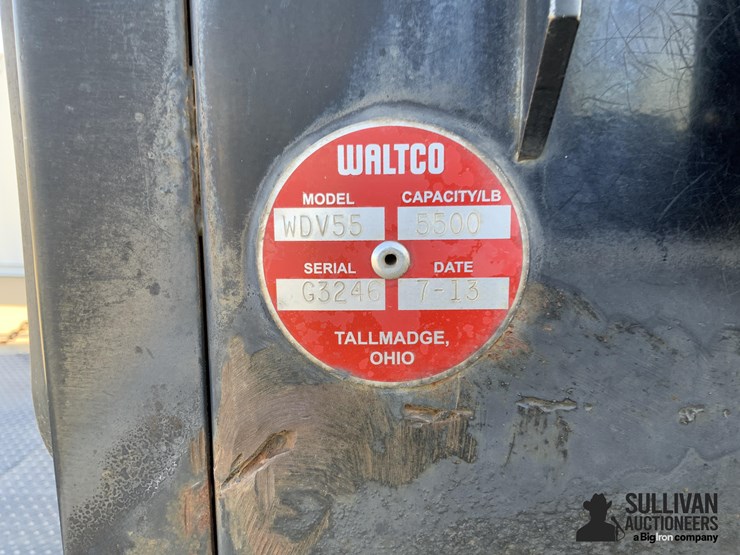 WALTCO
MODEL CAPACITY/LB
WDV55 5500
SERIAL DATE
G3246 7-13
TALLMADGE,
OHIO
SULLIVAN
AUCTIONEERS
a BigIron company